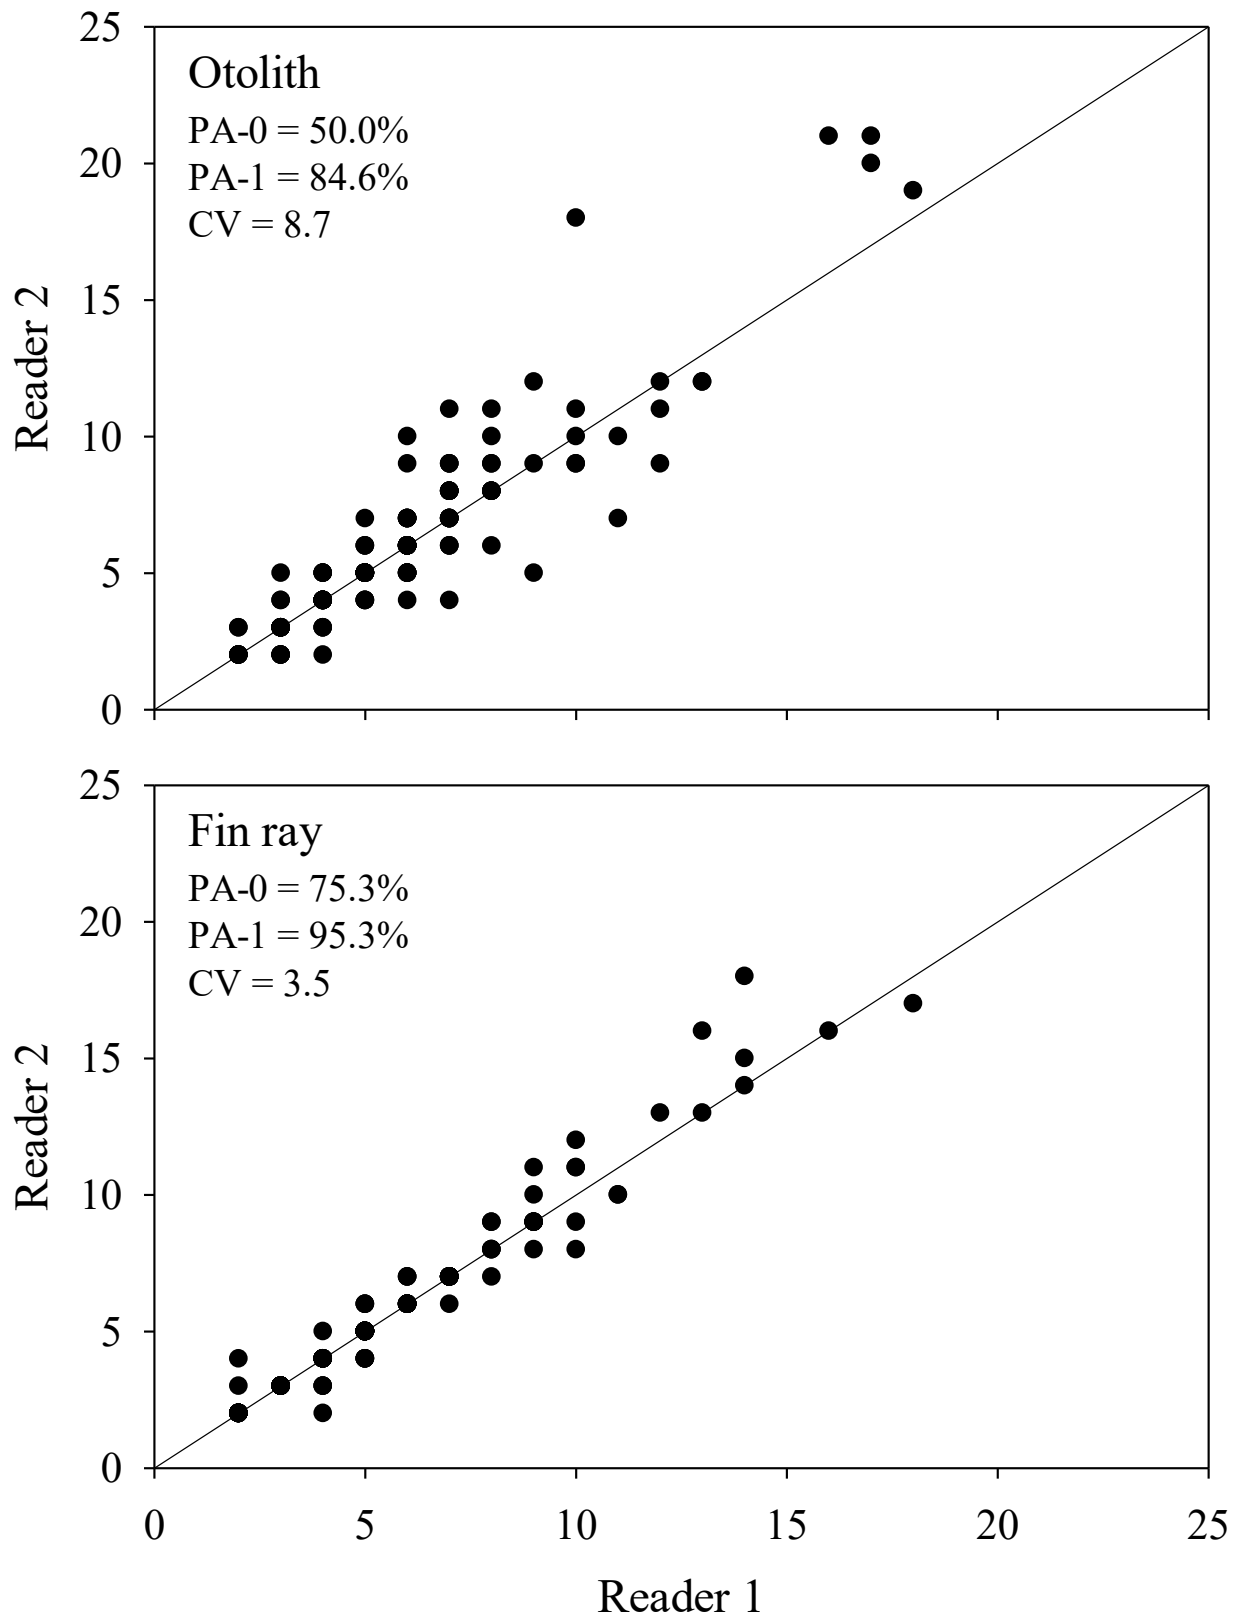 25
Otolith
PA-0 = 50.0%
PA-1 = 84.6%
20
CV = 8.7
15
Reader 2
10
5
0
25
Fin ray
PA-0 = 75.3%
20
PA-1 = 95.3%
CV = 3.5
15
Reader 2
10
5
0
0 5 10 15 20 25
Reader 1